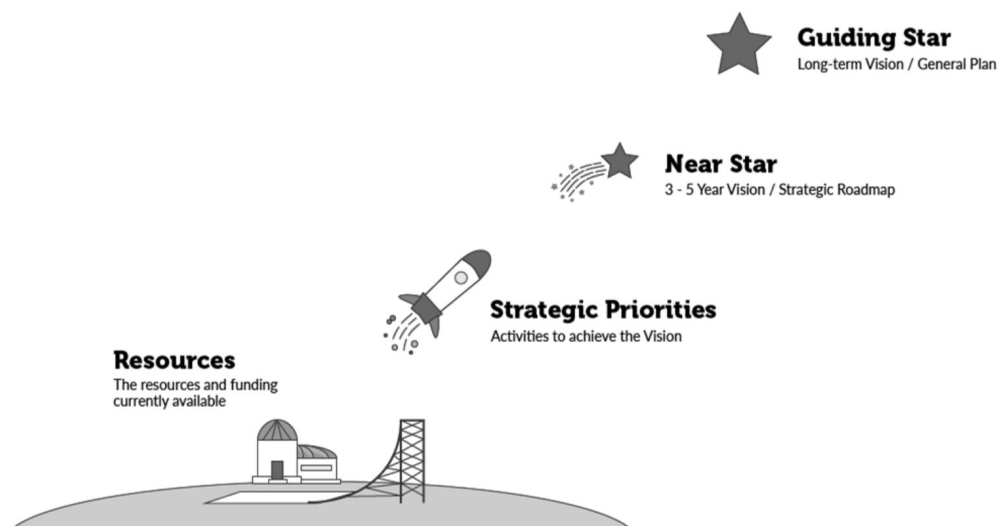 Guiding Star
Long-term Vision / General Plan
Near Star
3 - 5 Year Vision / Strategic Roadmap
Strategic Priorities
Activities to achieve the Vision
Resources
The resources and funding
currently available